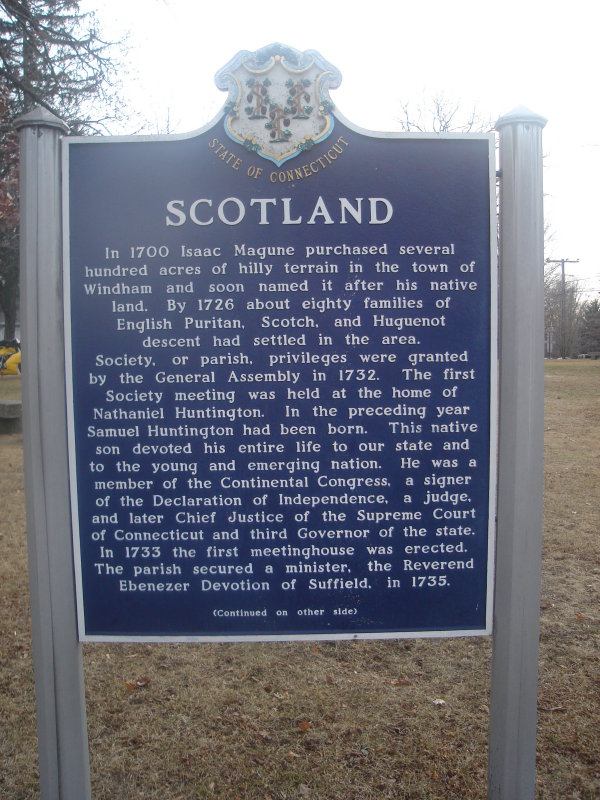 STATE OF CONNECTICUT
SCOTLAND
In 1700 Isaac Magune purchased several
hundred acres of hilly terrain in the town of
Windham and soon named it after his native
land. By 1726 about eighty families of
English Puritan, Scotch, and Huguenot
descent had settled in the area.
Society, or parish, privileges were granted
by the General Assembly in 1732. The first
Society meeting was held at the home of
Nathaniel Huntington. In the preceding year
Samuel Huntington had been born. This native
son devoted his entire life to our state and
to the young and emerging nation. He was a
member of the Continental Congress, a signer
of the Declaration of Independence, a judge,
and later Chief Justice of the Supreme Court
of Connecticut and third Governor of the state.
In 1733 the first meetinghouse was erected.
The parish secured a minister, the Reverend
Ebenezer Devotion of Suffield, in 1735.
(Continued on other side)